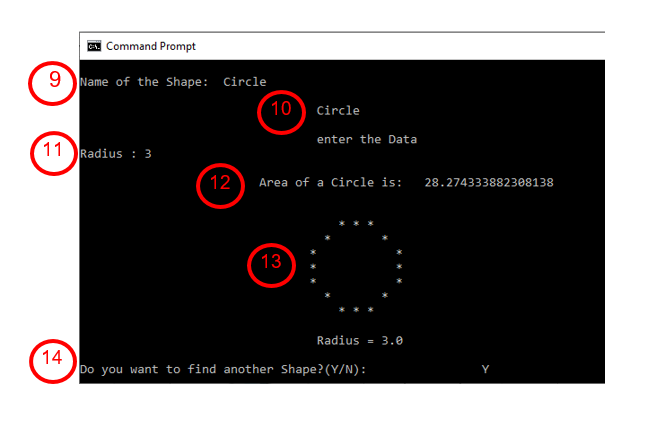 Command Prompt
9
Name of the Shape: Circle
10
Circle
enter the Data
11
Radius : 3
12
Area of a Circle is: 28.274333882308138
* * *
* *
* *
13
* *
* *
* *
* * *
Radius = 3.0
14
Do you want to find another Shape?(Y/N): Y